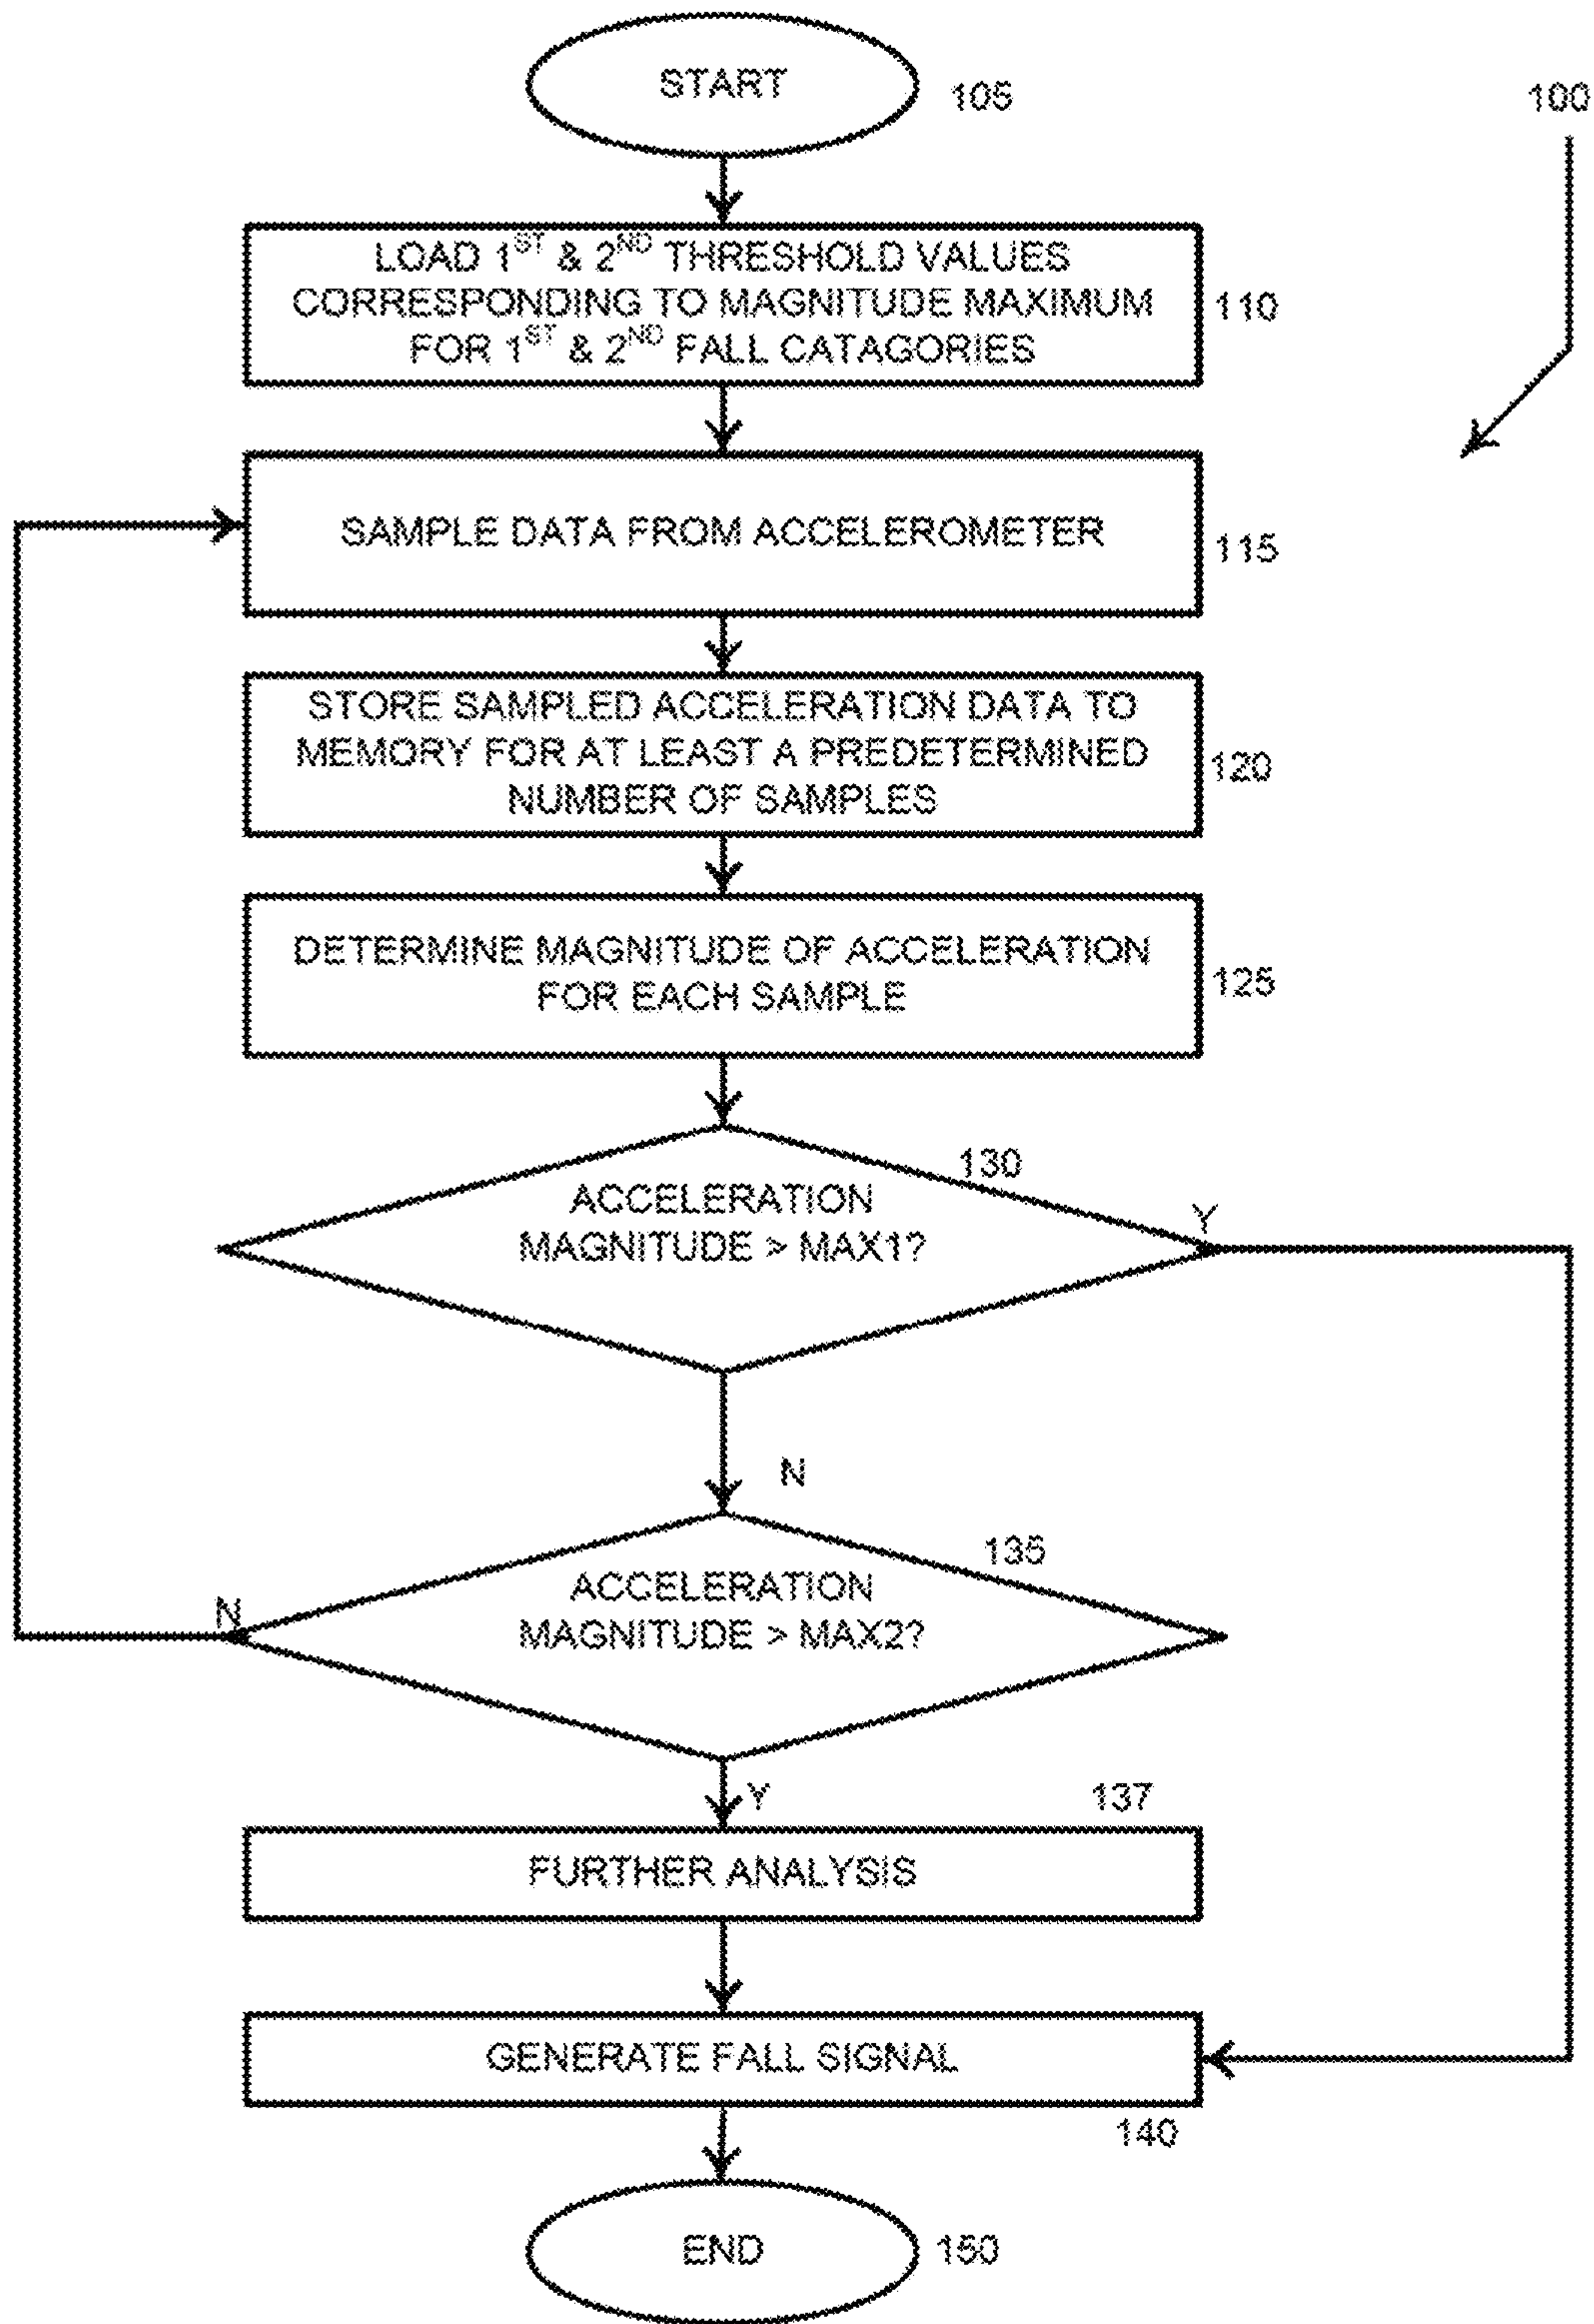 START
105
100
LOAD 1ST & 2ND THRESHOLD VALUES
CORRESPONDING TO MAGNITUDE MAXIMUM
FOR 1ST & 2ND FALL CATAGORIES
110
SAMPLE DATA FROM ACCELEROMETER
115
STORE SAMPLED ACCELERATION DATA TO
MEMORY FOR AT LEAST A PREDETERMINED
NUMBER OF SAMPLES
120
DETERMINE MAGNITUDE OF ACCELERATION
FOR EACH SAMPLE
125
130
ACCELERATION
MAGNITUDE > MAX1?
Y
N
135
ACCELERATION
MAGNITUDE > MAX2?
N
Y
137
FURTHER ANALYSIS
GENERATE FALL SIGNAL
140
END
150